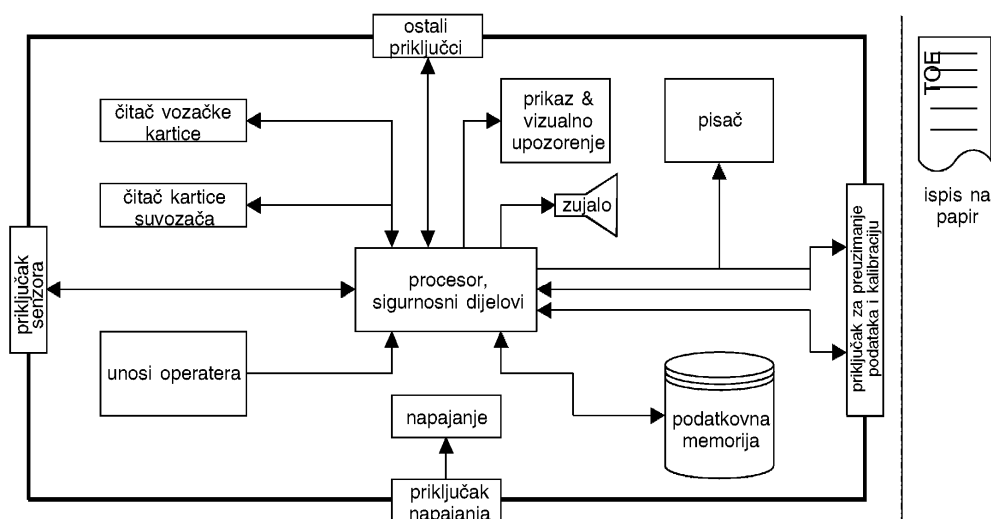 ostali
priključci
TOE
čitač vozačke
kartice
prikaz &
vizualno
upozorenje
pisač
čitač kartice
suvozača
zujalo
ispis na
papir
priključak
senzora
procesor,
sigurnosni dijelovi
priključak za preuzimanje
podataka i kalibraciju
unosi operatera
napajanje
podatkovna
memorija
priključak
napajanja